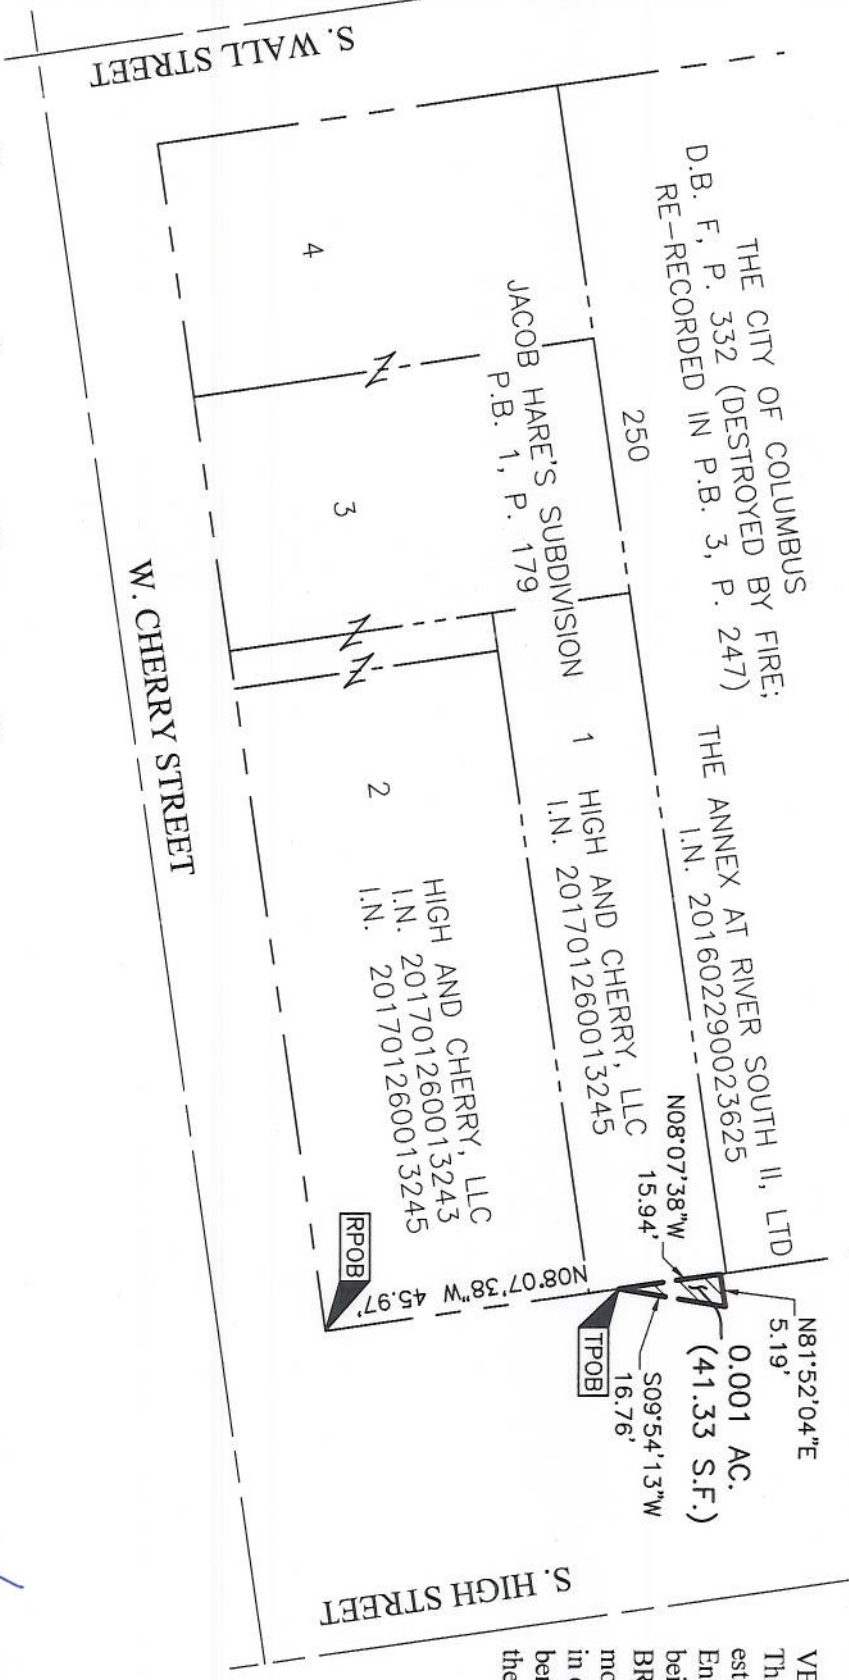 S. WALL STREET
THE CITY OF COLUMBUS
D.B. F, P. 332 (DESTROYED BY FIRE;
RE-RECORDED IN P.B. 3, P. 247)
THE ANNEX AT RIVER SOUTH II, LTD
I.N. 201602290023625
250
JACOB HARE'S SUBDIVISION
P.B. 1, P. 179
4
3
2
1
HIGH AND CHERRY, LLC
I.N. 201701260013245
HIGH AND CHERRY, LLC
I.N. 201701260013243
I.N. 201701260013245
N08°07'38"W
15.94'
N81°52'04"E
5.19'
0.001 AC.
(41.33 S.F.)
S09°54'13"W
16.76'
TPOB
N08°07'38"W 45.97'
RPOB
W. CHERRY STREET
S. HIGH STREET